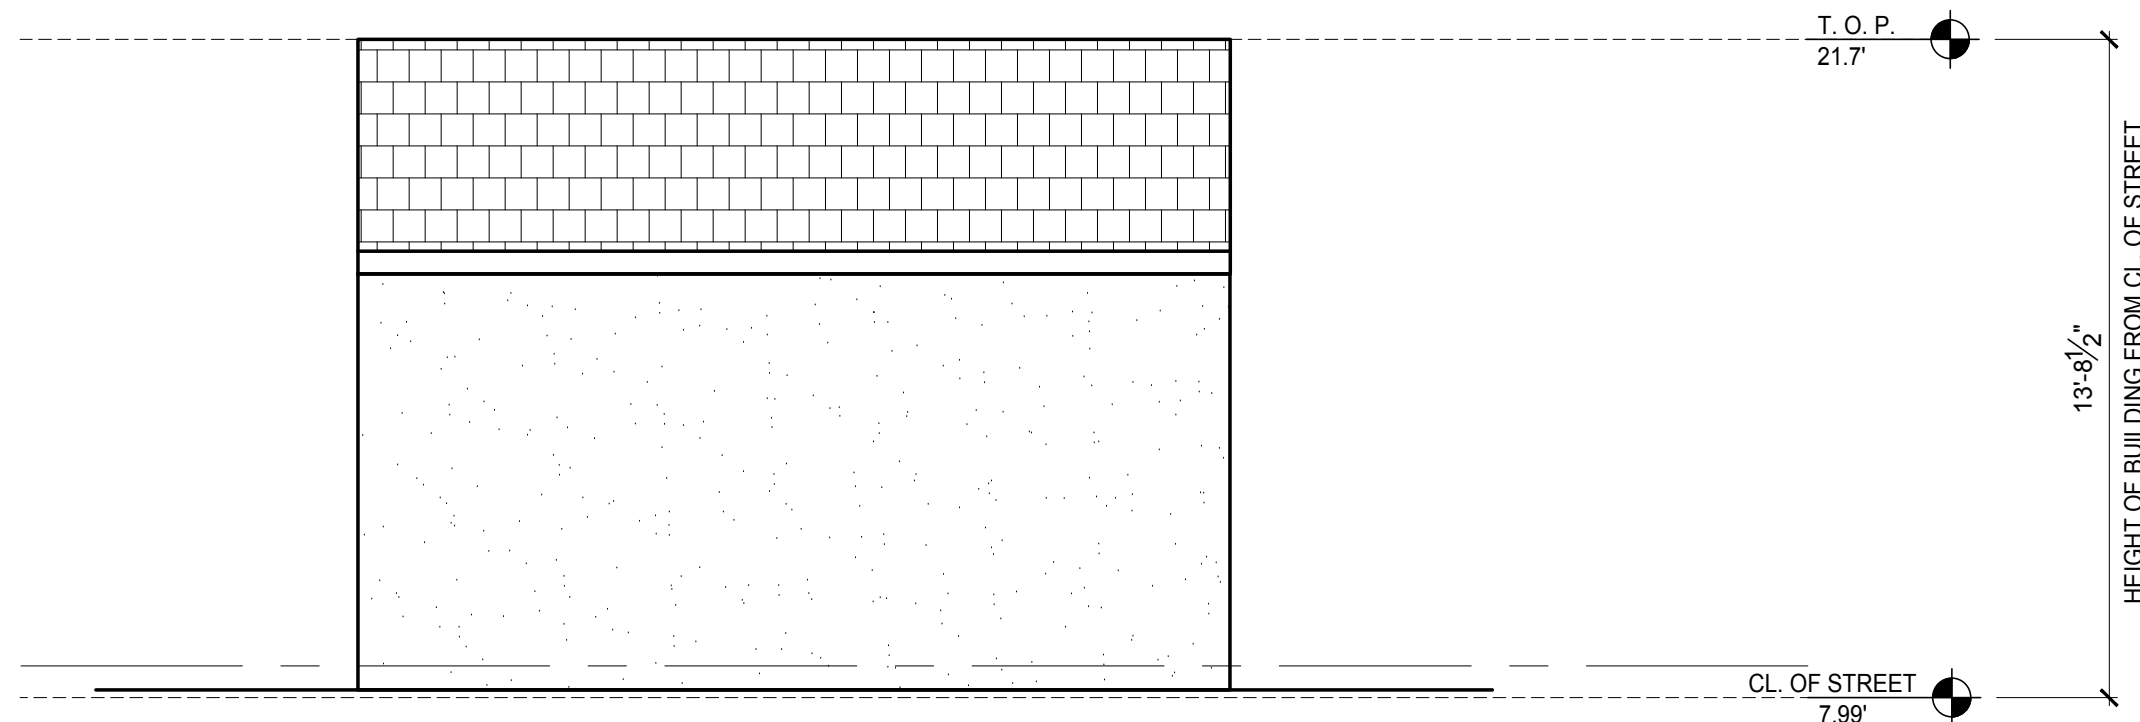 T. O. P.
21.7'
13'-8½"
HEIGHT OF BUILDING FROM CL. OF STREET
CL. OF STREET
7.99'